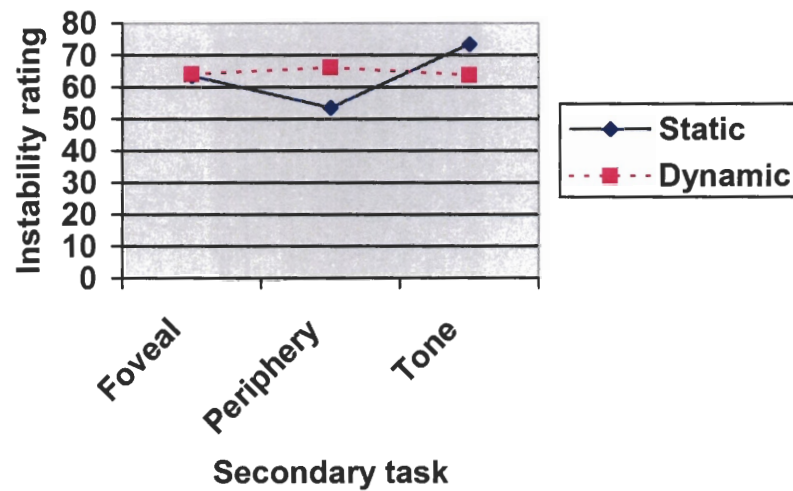 80
70
60
50
40
30
20
10
0
Instability rating
Foveal
Periphery
Tone
Secondary task
Static
Dynamic